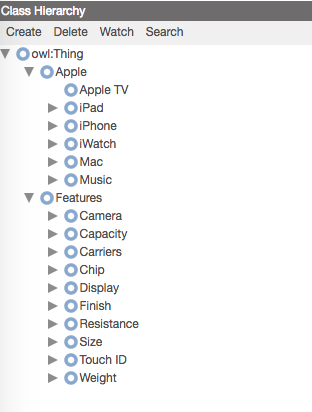 Class Hierarchy
Create Delete Watch Search
owl:Thing
Apple
Apple TV
iPad
iPhone
iWatch
Mac
Music
Features
Camera
Capacity
Carriers
Chip
Display
Finish
Resistance
Size
Touch ID
Weight